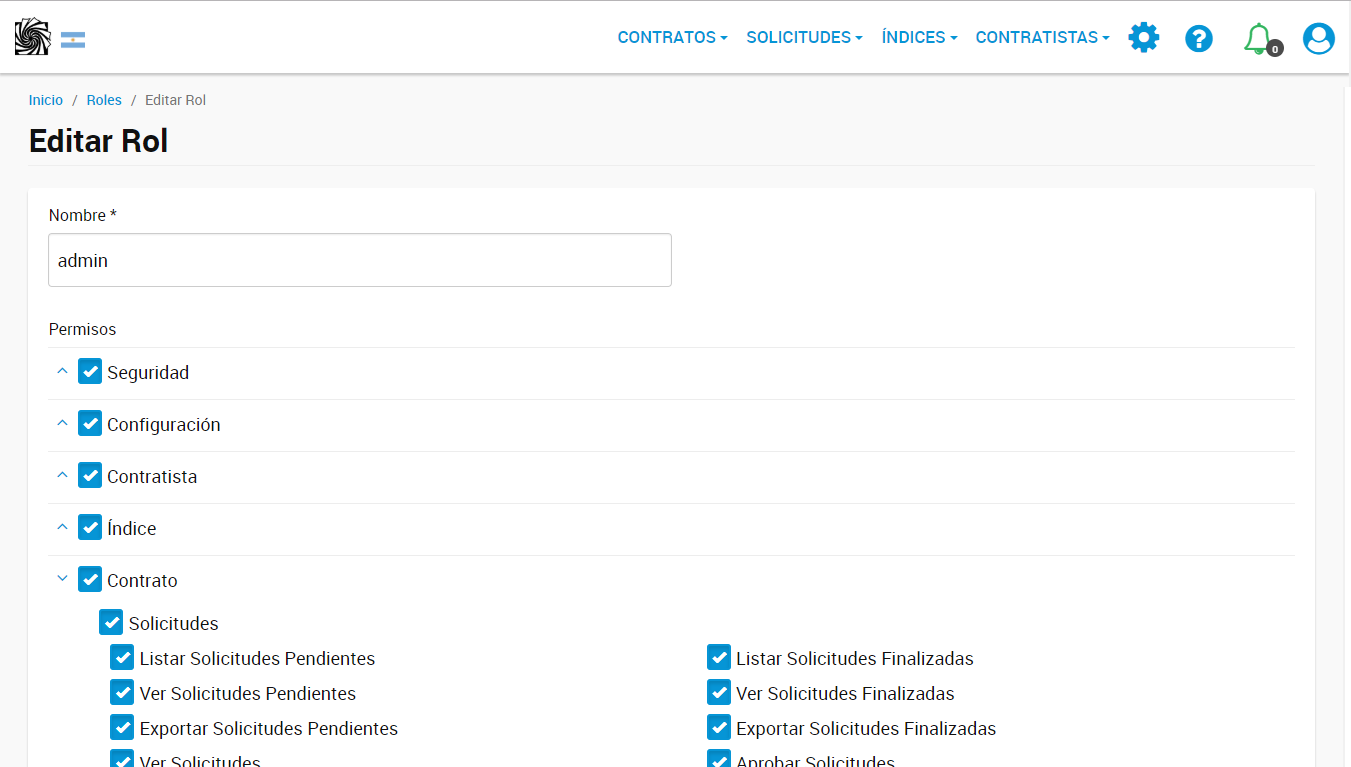 CONTRATOS SOLICITUDES ÍNDICES CONTRATISTAS 0
Inicio / Roles / Editar Rol
Editar Rol
Nombre *
admin
Permisos
Seguridad
Configuración
Contratista
Índice
Contrato
Solicitudes
Listar Solicitudes Pendientes Listar Solicitudes Finalizadas
Ver Solicitudes Pendientes Ver Solicitudes Finalizadas
Exportar Solicitudes Pendientes Exportar Solicitudes Finalizadas
Ver Solicitudes Aprobar Solicitudes